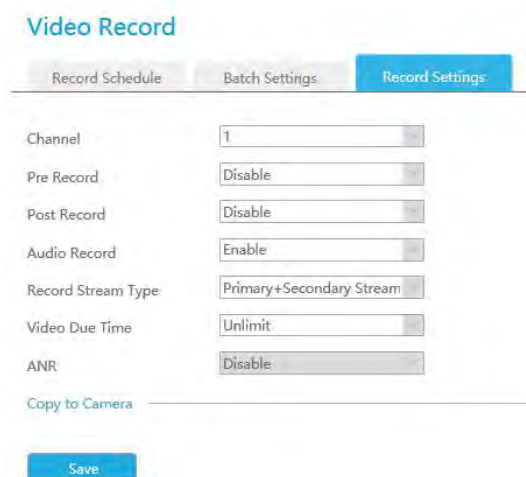 Video Record
Record Schedule Batch Settings Record Settings
Channel 1
Pre Record Disable
Post Record Disable
Audio Record Enable
Record Stream Type Primary+Secondary Stream
Video Due Time Unlimit
ANR Disable
Copy to Camera
Save